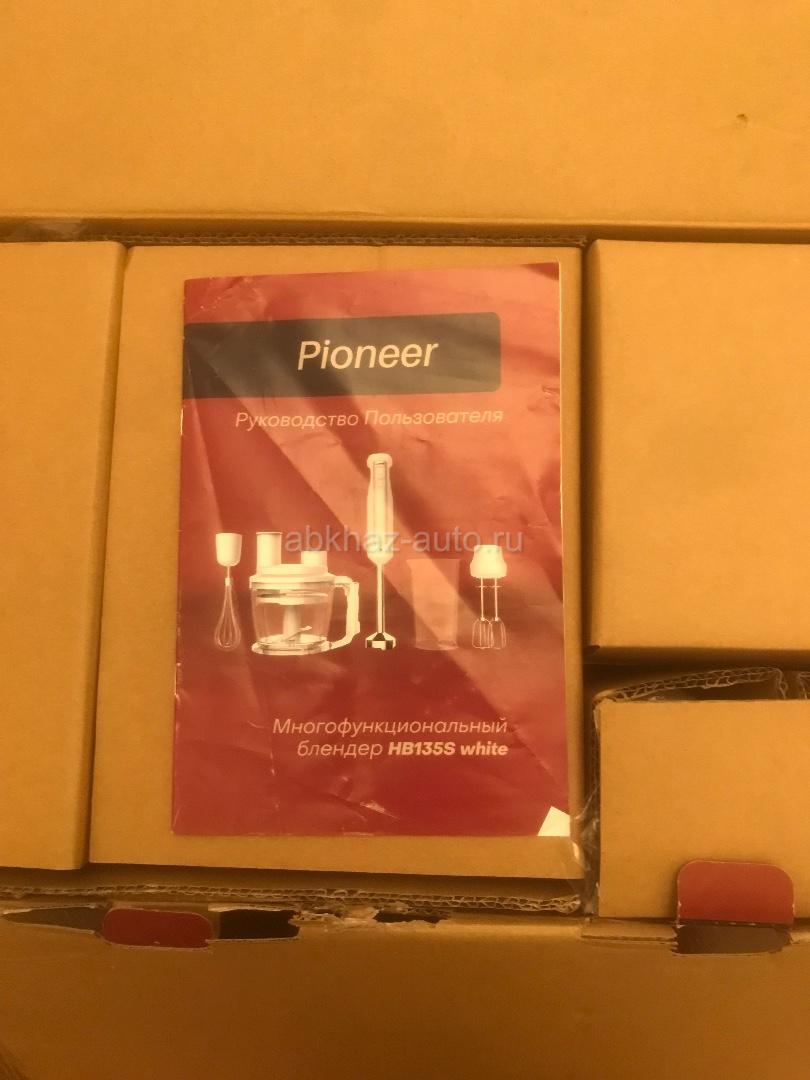 Pioneer
Руководство Пользователя
abkhaz-auto.ru
Многофункциональный
блендер HB135S white